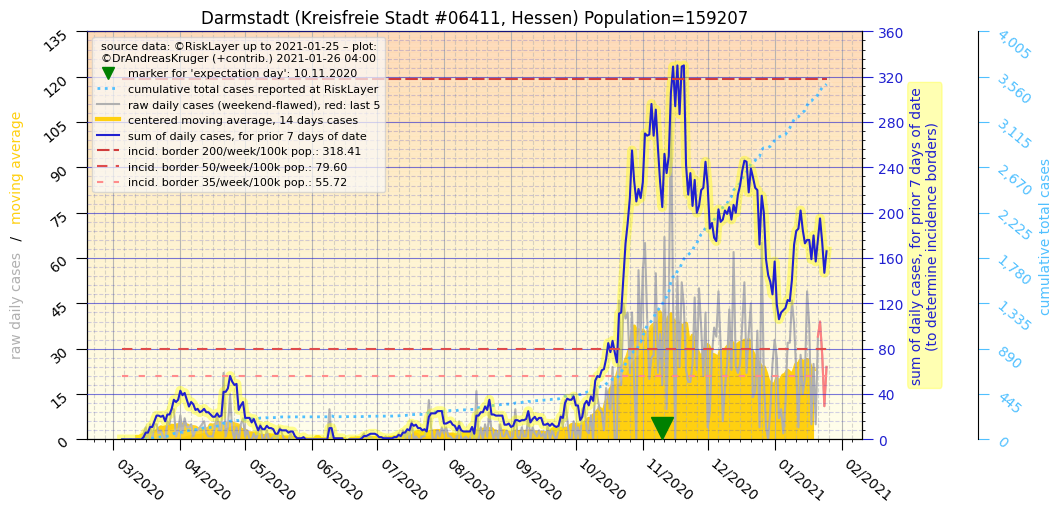 Darmstadt (Kreisfreie Stadt #06411, Hessen) Population=159207
source data: ©RiskLayer up to 2021-01-25 – plot:
©DrAndreasKruger (+contrib.) 2021-01-26 04:00
marker for 'expectation day': 10.11.2020
cumulative total cases reported at RiskLayer
raw daily cases (weekend-flawed), red: last 5
centered moving average, 14 days cases
sum of daily cases, for prior 7 days of date
incid. border 200/week/100k pop.: 318.41
incid. border 50/week/100k pop.: 79.60
incid. border 35/week/100k pop.: 55.72
raw daily cases / moving average
135
120
105
90
75
60
45
30
15
0
03/2020
04/2020
05/2020
06/2020
07/2020
08/2020
09/2020
10/2020
11/2020
12/2020
01/2021
02/2021
360
320
280
240
200
160
120
80
40
0
sum of daily cases, for prior 7 days of date
(to determine incidence borders)
4,005
3,560
3,115
2,670
2,225
1,780
1,335
890
445
0
cumulative total cases